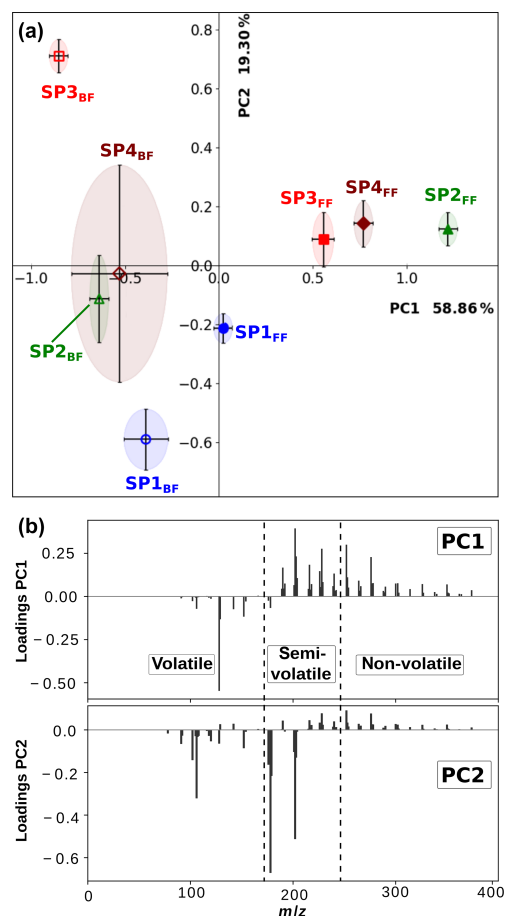 (a)
0.8
0.6
0.4
0.2
0.0
−0.2
−0.4
−0.6
PC2 19.30 %
SP3BF
SP4BF
SP3FF
SP4FF
SP2FF
−1.0
−0.5
0.0
0.5
1.0
PC1 58.86 %
SP2BF
SP1FF
SP1BF
(b)
PC1
Loadings PC1
0.25
0.00
−0.25
−0.50
Volatile
Semi-
volatile
Non-volatile
Loadings PC2
0.0
−0.2
−0.4
−0.6
PC2
0
100
200
300
400
m/z